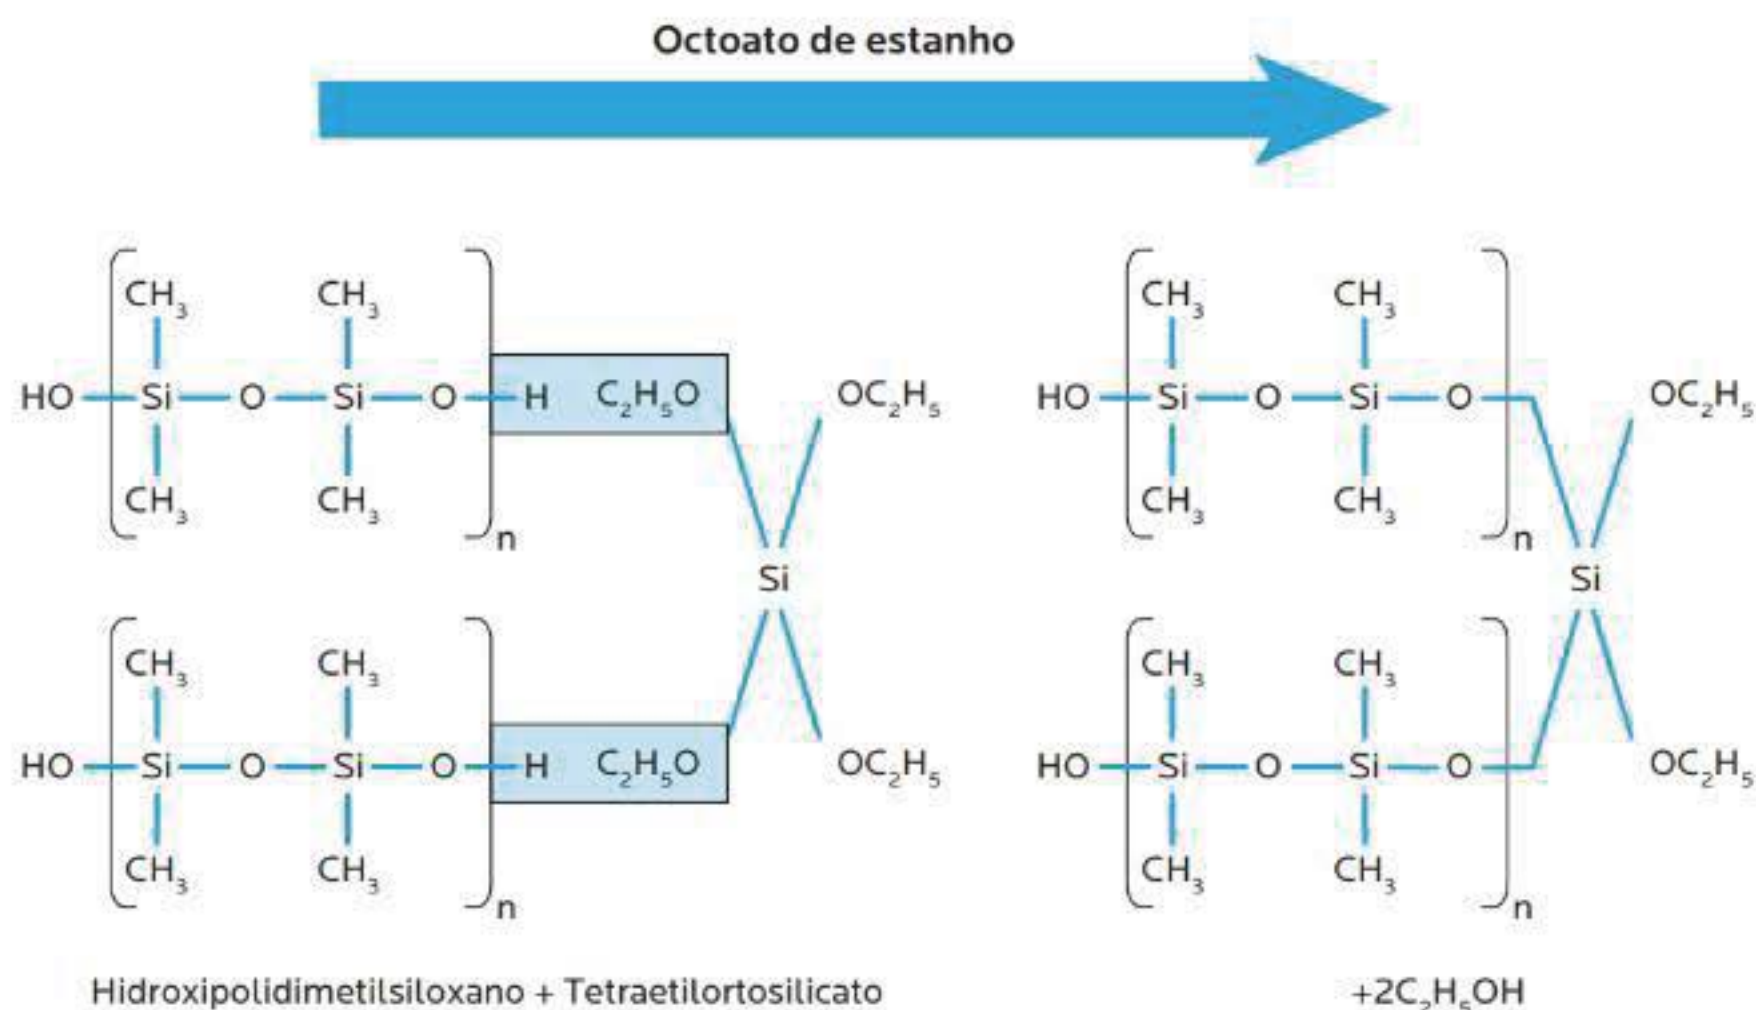 Octoato de estanho
CH₃ CH₃ CH₃ CH₃
HO Si O Si O H C₂H₅O OC₂H₅ HO Si O Si O OC₂H₅
CH₃ CH₃ CH₃ CH₃
n n
Si Si
CH₃ CH₃ CH₃ CH₃
HO Si O Si O H C₂H₅O OC₂H₅ HO Si O Si O OC₂H₅
CH₃ CH₃ CH₃ CH₃
n n
Hidroxipolidimetilsiloxano + Tetraetilortosilicato +2C₂H₅OH